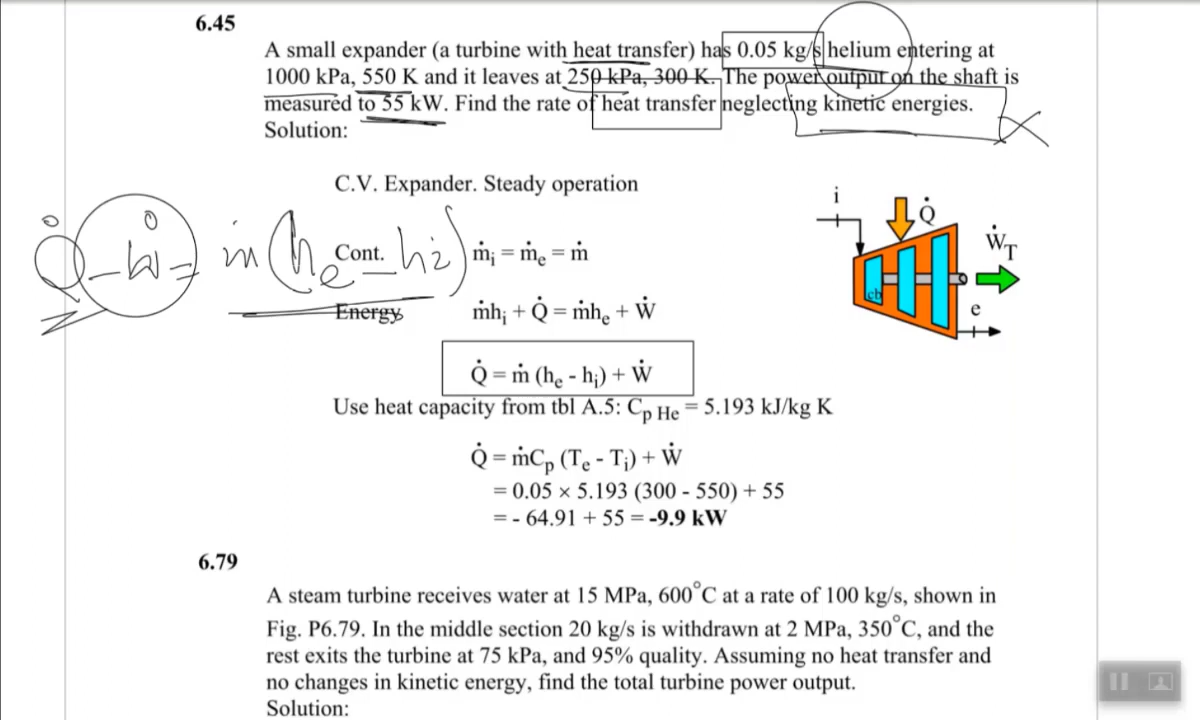 6.45
A small expander (a turbine with heat transfer) has 0.05 kg/s helium entering at
1000 kPa, 550 K and it leaves at 250 kPa, 300 K. The power output on the shaft is
measured to 55 kW. Find the rate of heat transfer neglecting kinetic energies.
Solution:
C.V. Expander. Steady operation
i
Q̇
Ẇ_T
cb
e
Q̇ - Ẇ = ṁ(h_e - h_i)
Cont. ṁ_i = ṁ_e = ṁ
Energy ṁh_i + Q̇ = ṁh_e + Ẇ
Q̇ = ṁ (h_e - h_i) + Ẇ
Use heat capacity from tbl A.5: C_p He = 5.193 kJ/kg K
Q̇ = ṁC_p (T_e - T_i) + Ẇ
= 0.05 × 5.193 (300 - 550) + 55
= - 64.91 + 55 = -9.9 kW
6.79
A steam turbine receives water at 15 MPa, 600°C at a rate of 100 kg/s, shown in
Fig. P6.79. In the middle section 20 kg/s is withdrawn at 2 MPa, 350°C, and the
rest exits the turbine at 75 kPa, and 95% quality. Assuming no heat transfer and
no changes in kinetic energy, find the total turbine power output.
Solution: